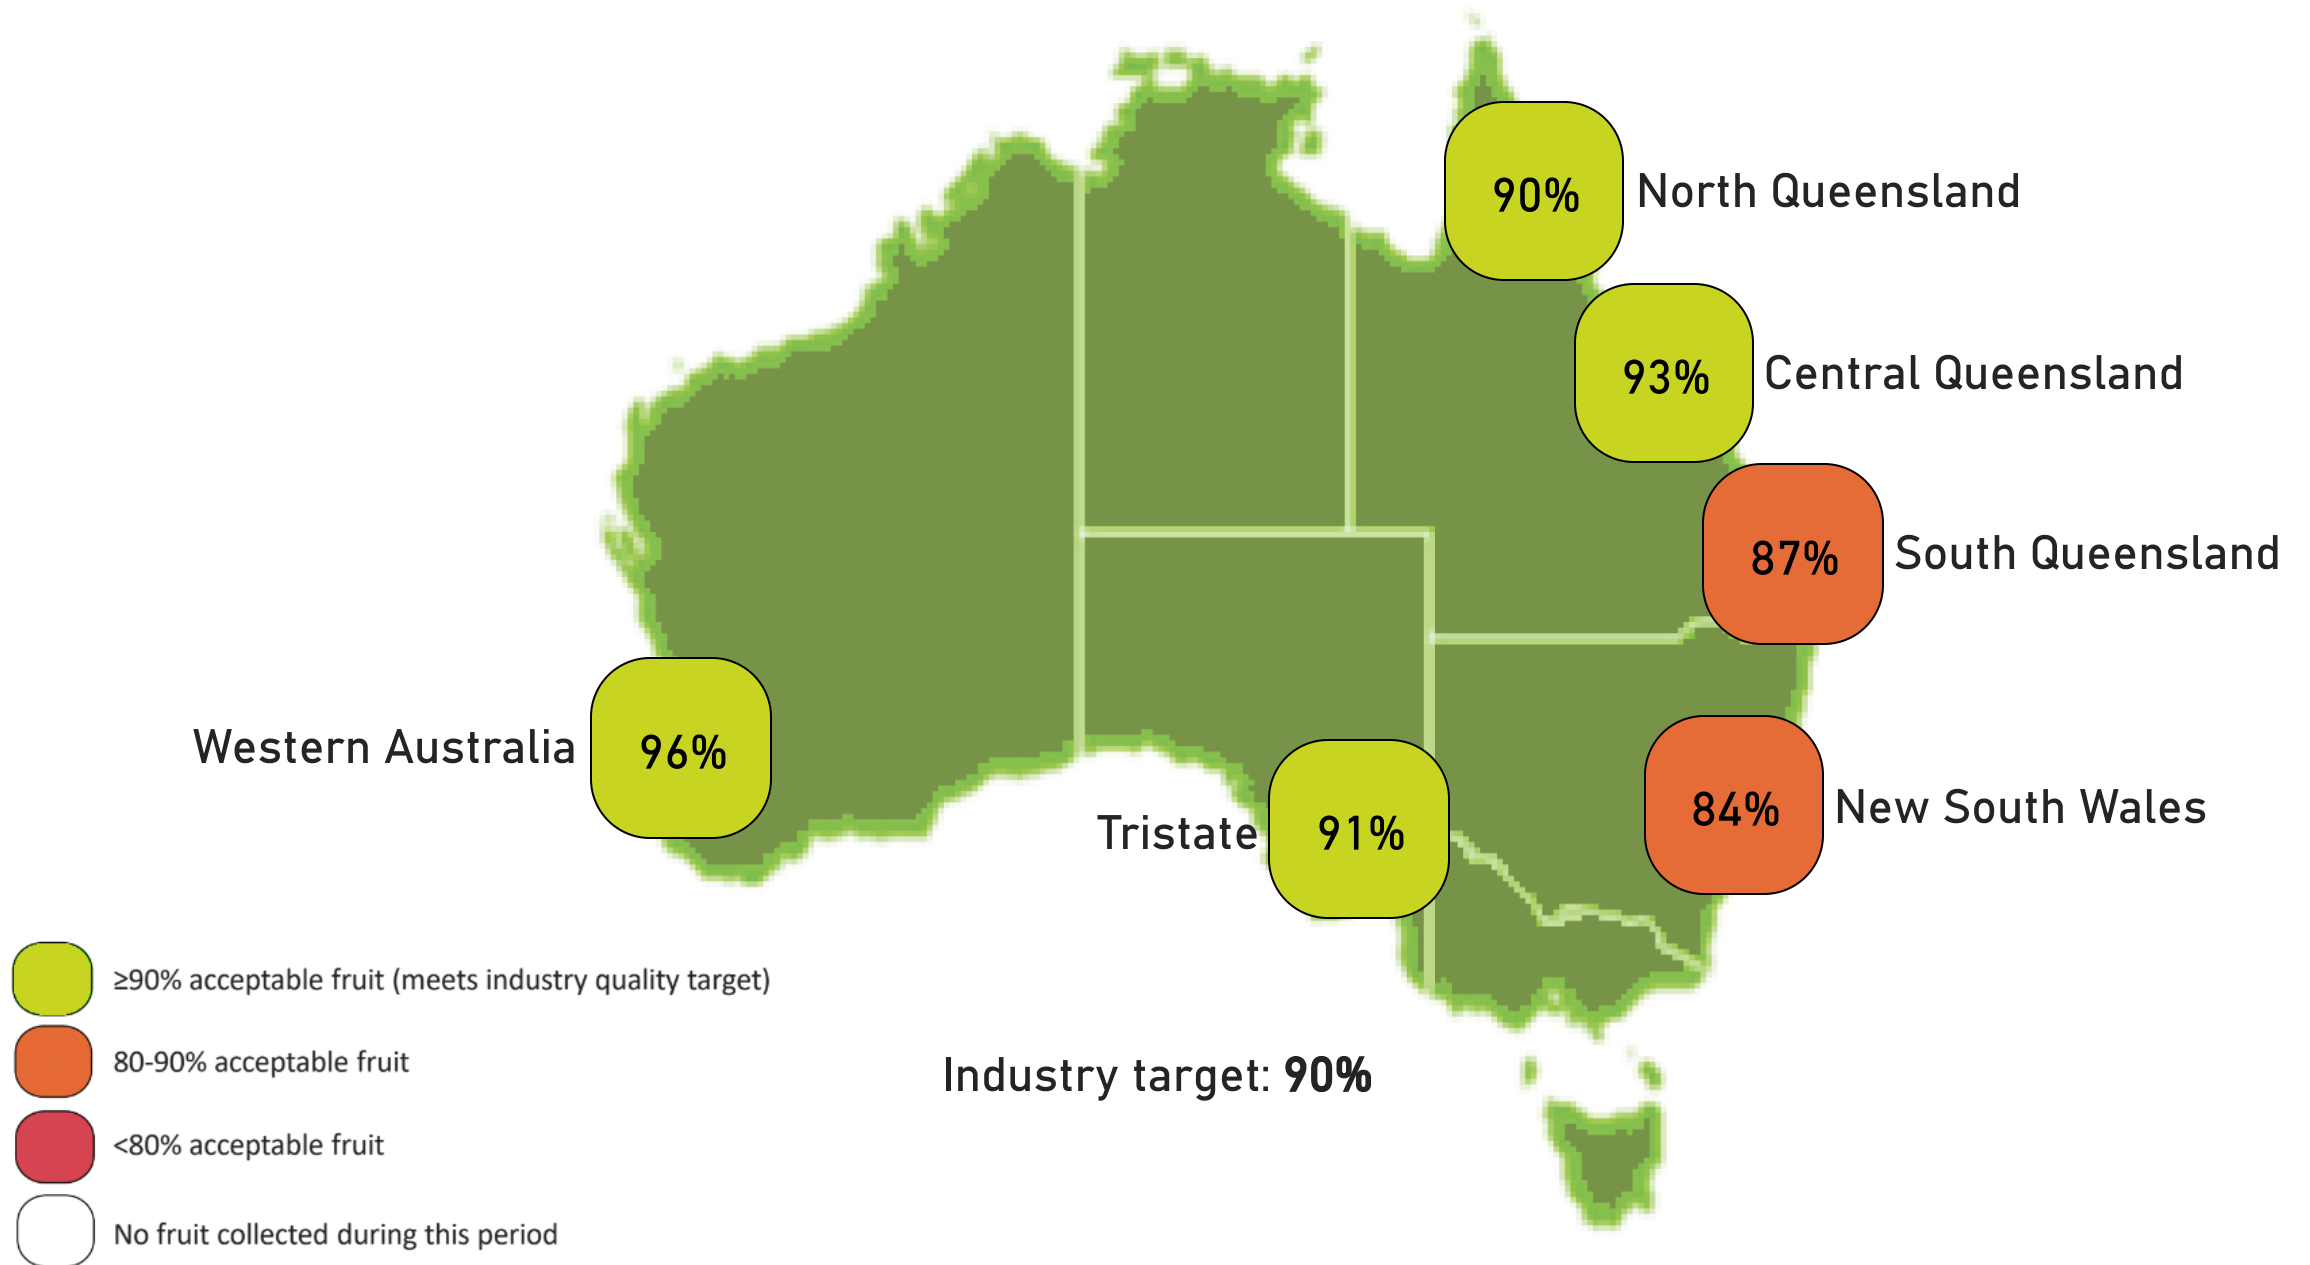 90% North Queensland
93% Central Queensland
87% South Queensland
Western Australia 96%
Tristate 91%
84% New South Wales
≥90% acceptable fruit (meets industry quality target)
80-90% acceptable fruit
Industry target: 90%
<80% acceptable fruit
No fruit collected during this period